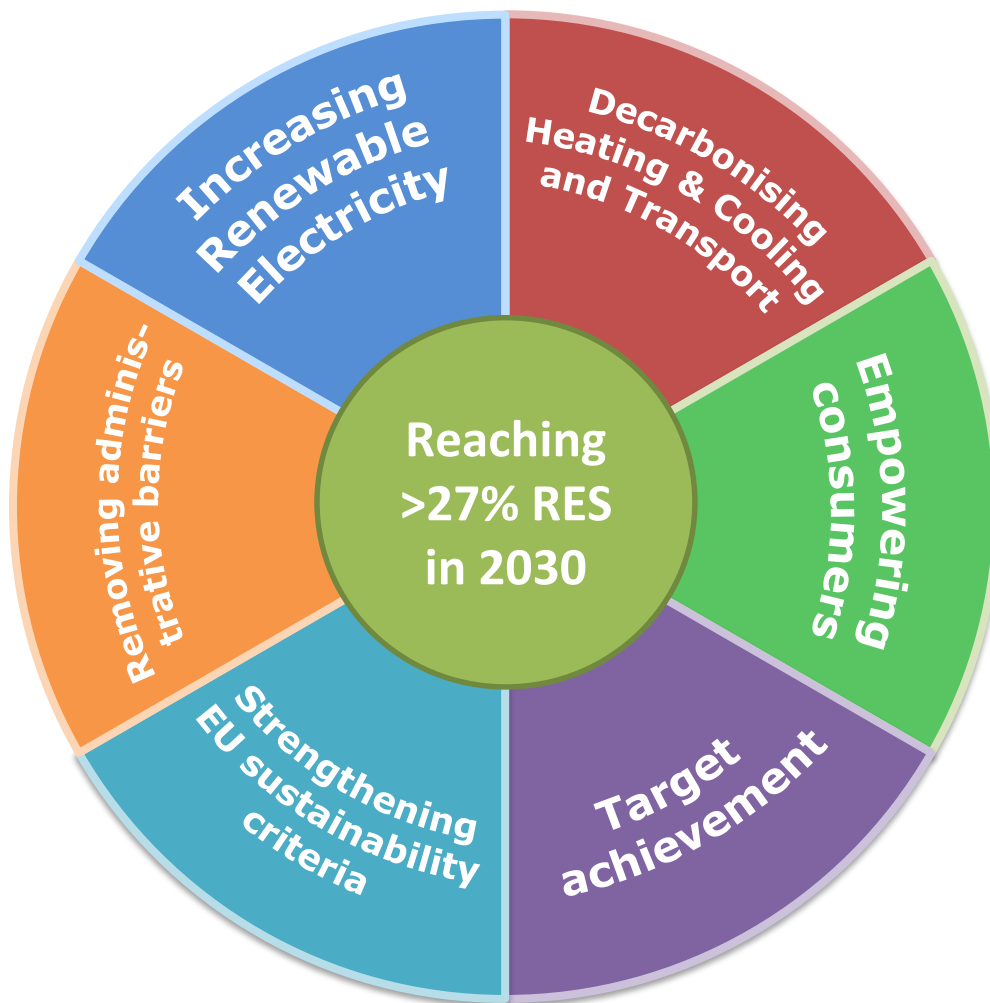 Increasing
Renewable
Electricity
Decarbonising
Heating & Cooling
and Transport
Empowering
consumers
Target
achievement
Strengthening
EU sustainability
criteria
Removing adminis-
trative barriers
Reaching
>27% RES
in 2030